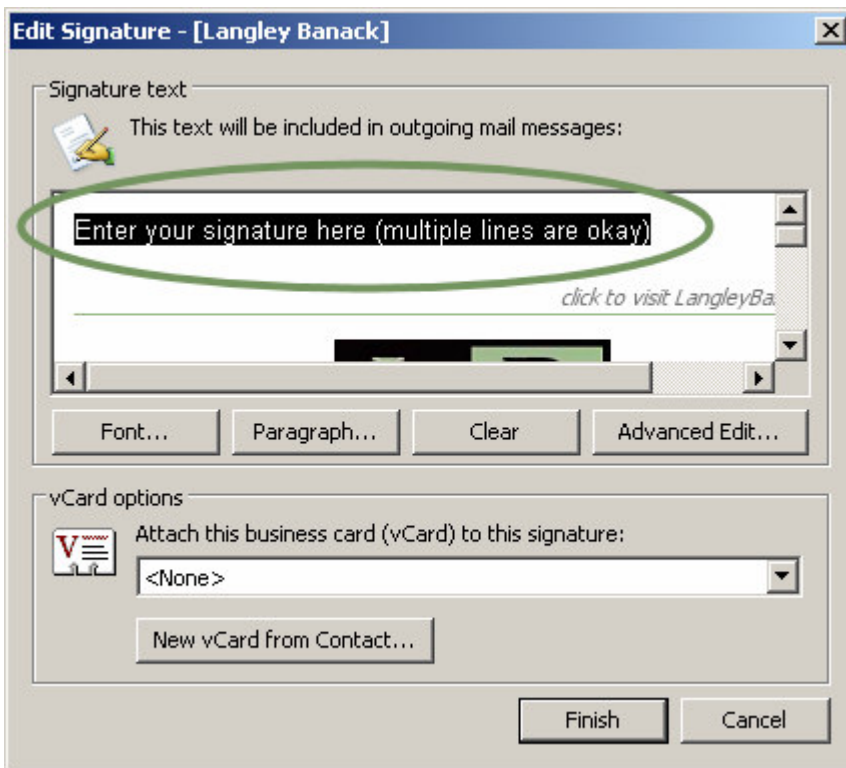 Edit Signature - [Langley Banack]
Signature text
This text will be included in outgoing mail messages:
Enter your signature here (multiple lines are okay)
click to visit LangleyBa
Font... Paragraph... Clear Advanced Edit...
vCard options
Attach this business card (vCard) to this signature:
<None>
New vCard from Contact...
Finish Cancel